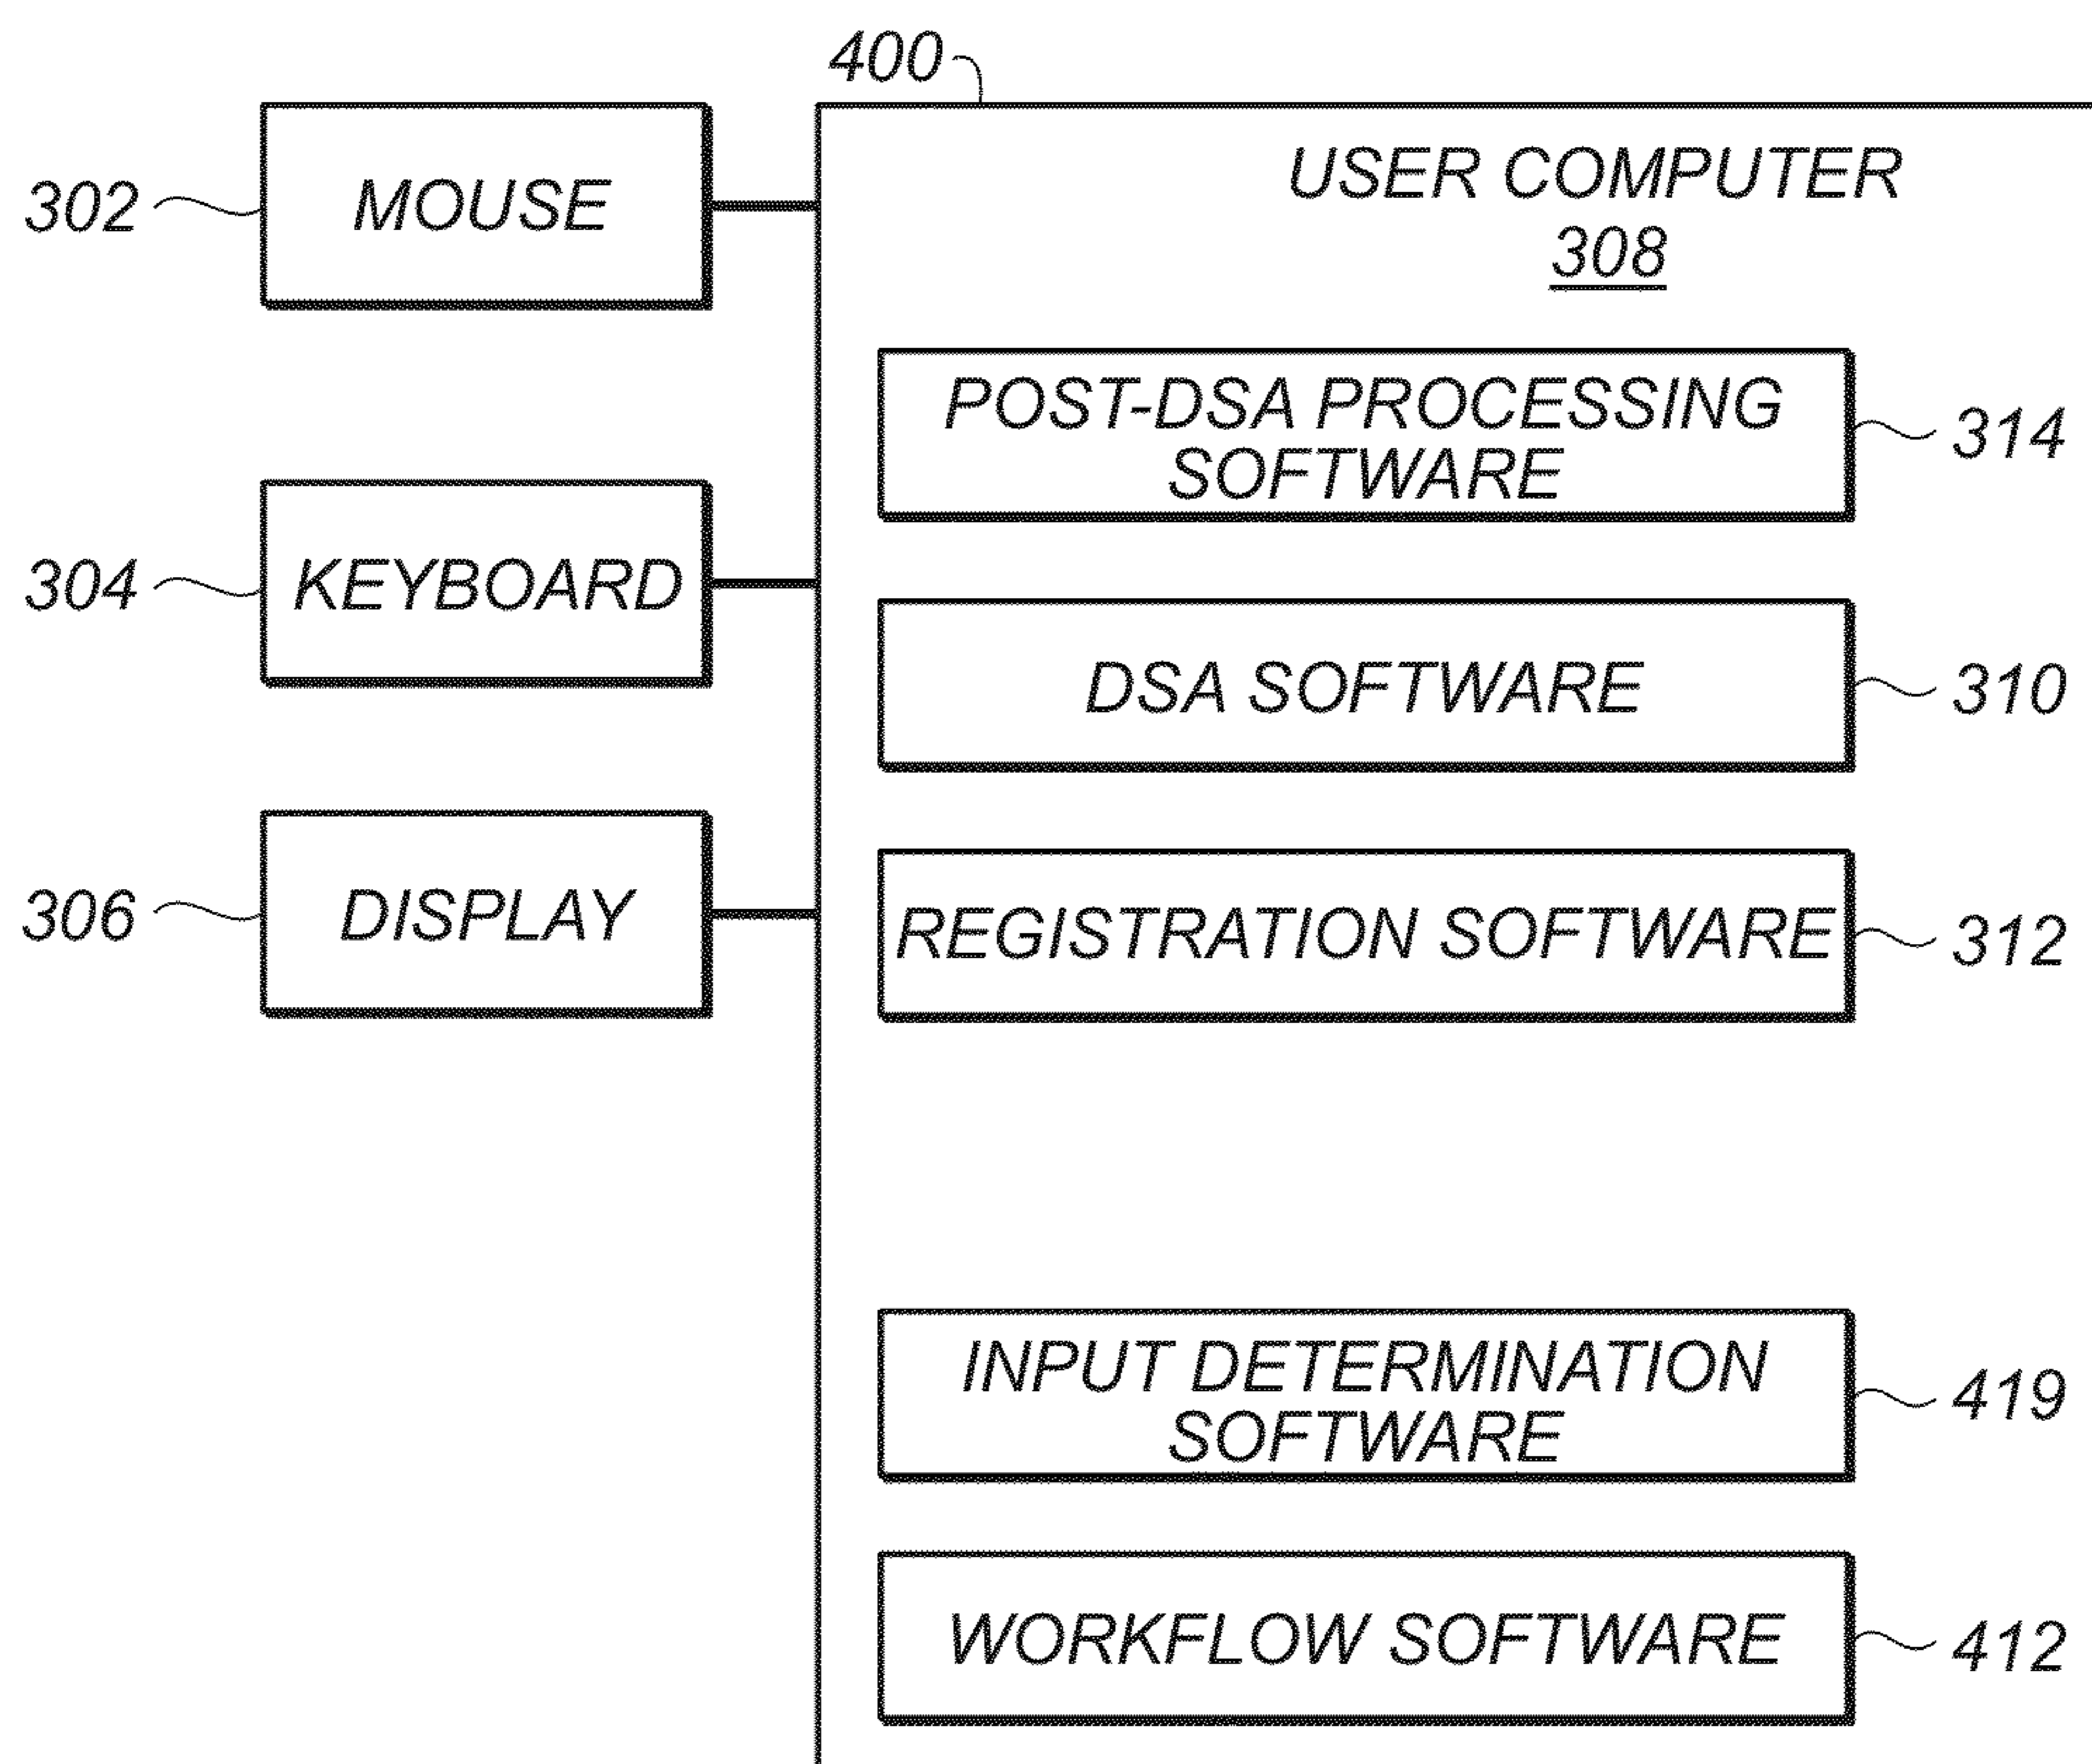 400
USER COMPUTER
308
302
MOUSE
304
KEYBOARD
306
DISPLAY
POST-DSA PROCESSING
SOFTWARE
314
DSA SOFTWARE
310
REGISTRATION SOFTWARE
312
INPUT DETERMINATION
SOFTWARE
419
WORKFLOW SOFTWARE
412